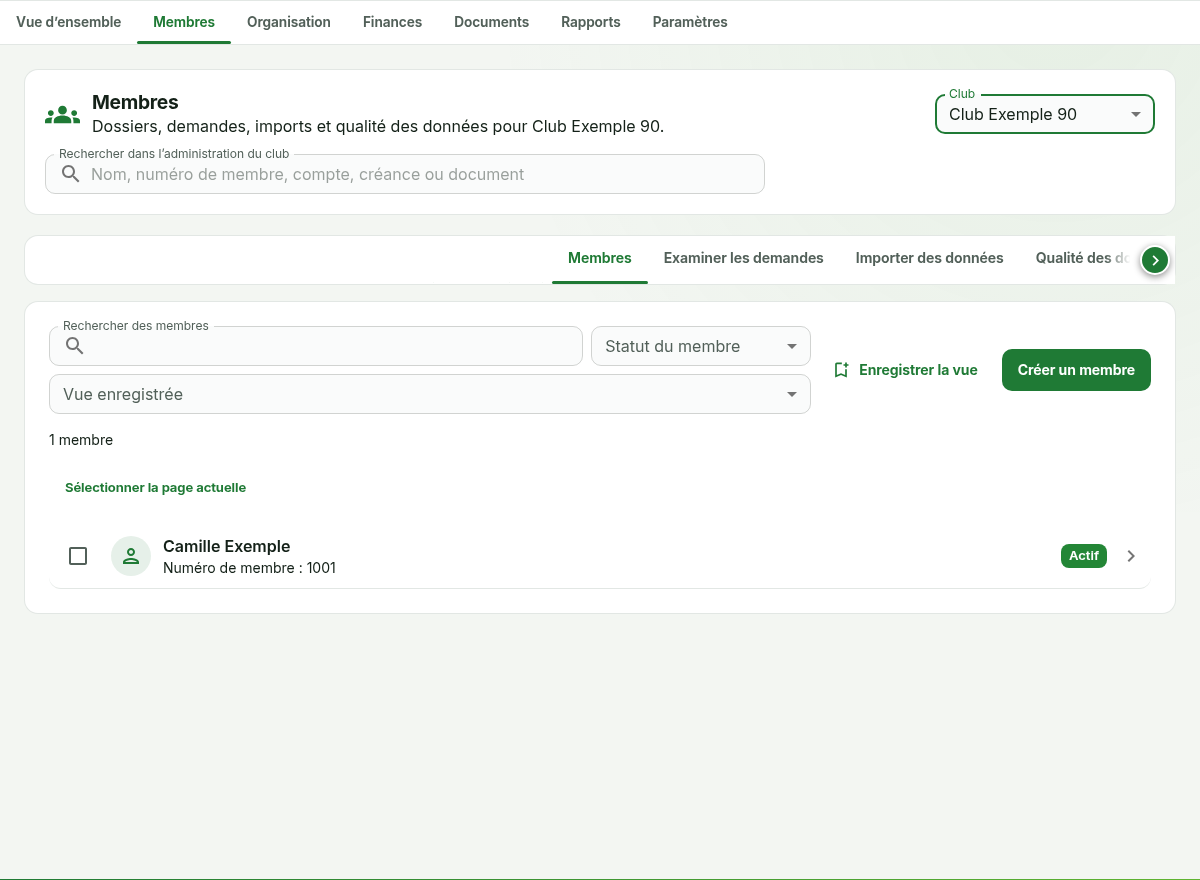 Vue d’ensemble
Membres
Organisation
Finances
Documents
Rapports
Paramètres
Membres
Dossiers, demandes, imports et qualité des données pour Club Exemple 90.
Club
Club Exemple 90
Rechercher dans l’administration du club
Nom, numéro de membre, compte, créance ou document
Membres
Examiner les demandes
Importer des données
Qualité des
Rechercher des membres
Statut du membre
Vue enregistrée
Enregistrer la vue
Créer un membre
1 membre
Sélectionner la page actuelle
Camille Exemple
Numéro de membre : 1001
Actif